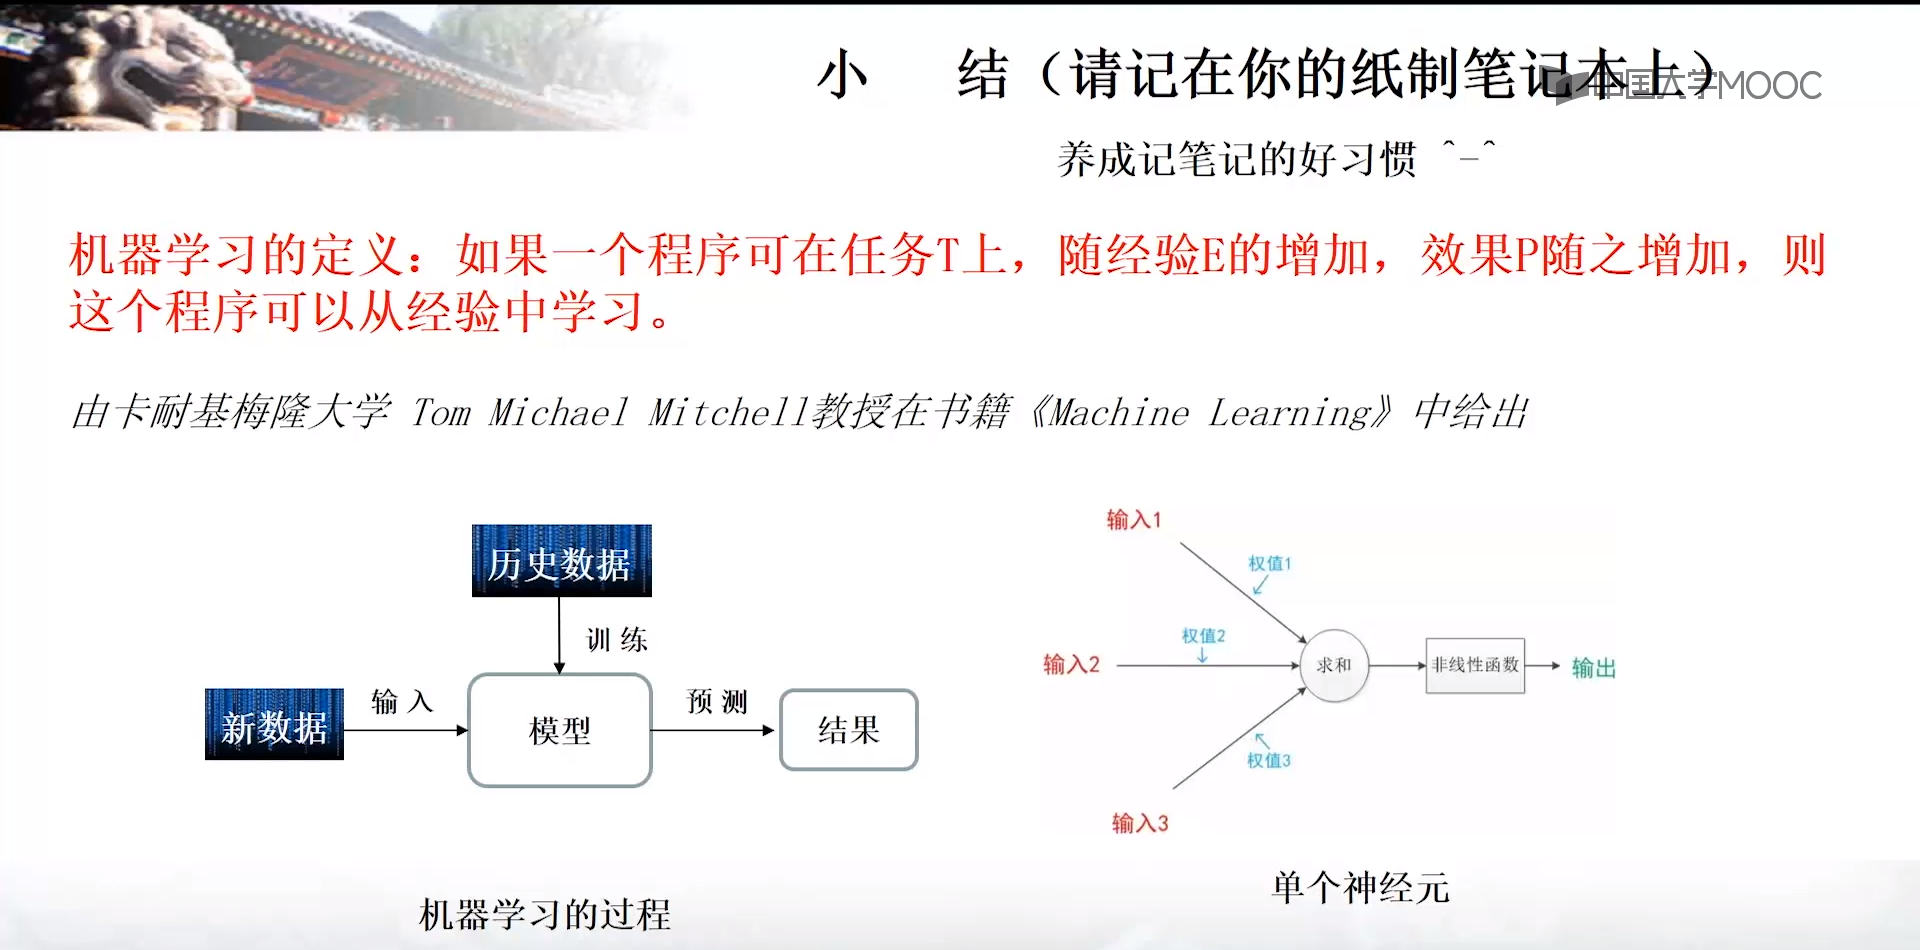 小 结（请记在你的纸制笔记本上）
中国大学MOOC
养成记笔记的好习惯 ^-^
机器学习的定义：如果一个程序可在任务T上，随经验E的增加，效果P随之增加，则
这个程序可以从经验中学习。
由卡耐基梅隆大学 Tom Michael Mitchell教授在书籍《Machine Learning》中给出
历史数据
训 练
新数据
输 入
模型
预 测
结果
机器学习的过程
输入1
权值1
权值2
输入2
求和
非线性函数
输出
权值3
输入3
单个神经元